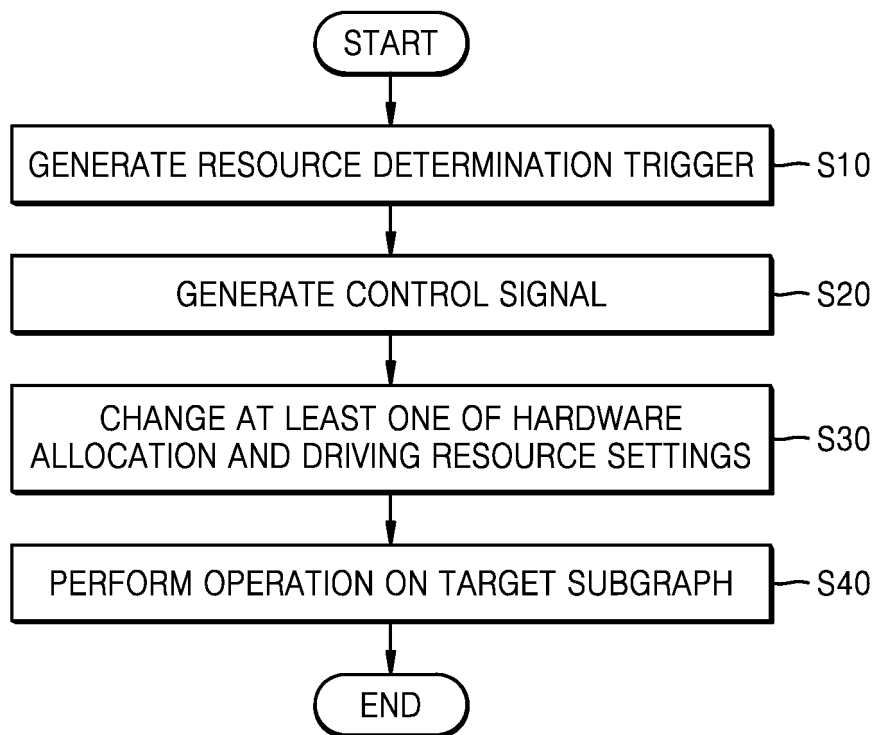 START
GENERATE RESOURCE DETERMINATION TRIGGER
S10
GENERATE CONTROL SIGNAL
S20
CHANGE AT LEAST ONE OF HARDWARE
ALLOCATION AND DRIVING RESOURCE SETTINGS
S30
PERFORM OPERATION ON TARGET SUBGRAPH
S40
END